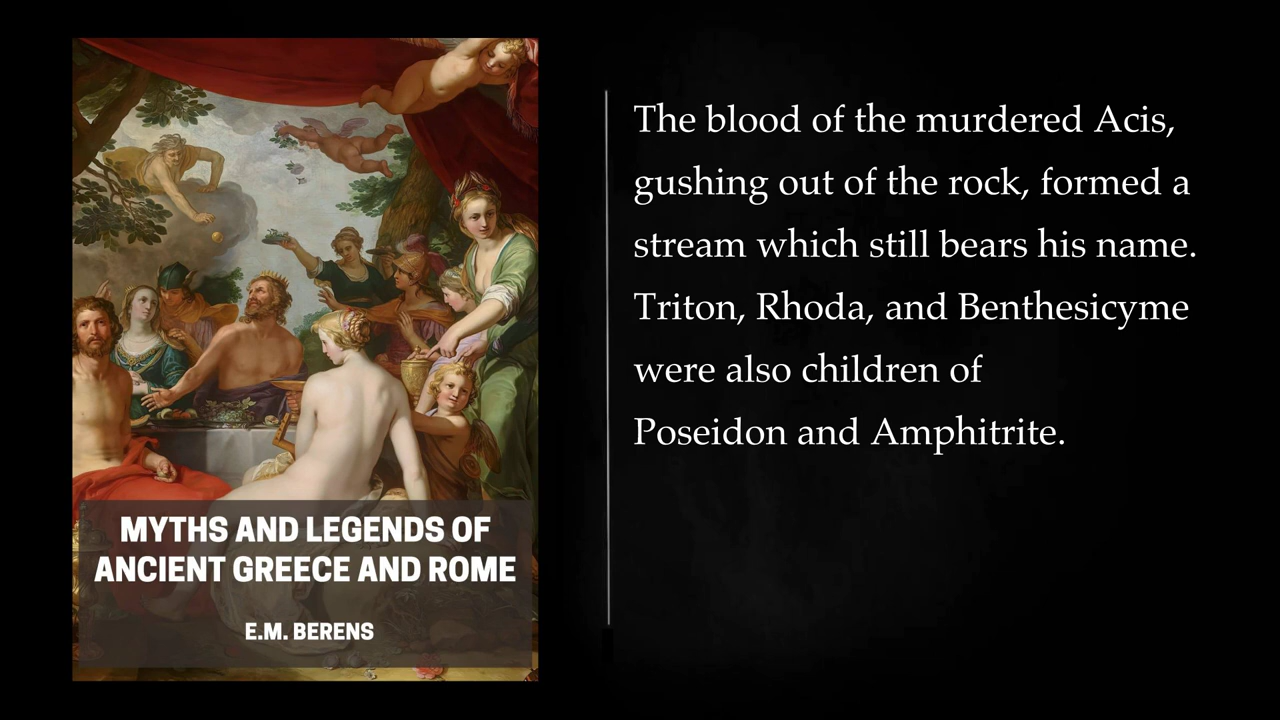 MYTHS AND LEGENDS OF
ANCIENT GREECE AND ROME
E.M. BERENS
The blood of the murdered Acis,
gushing out of the rock, formed a
stream which still bears his name.
Triton, Rhoda, and Benthesicyme
were also children of
Poseidon and Amphitrite.